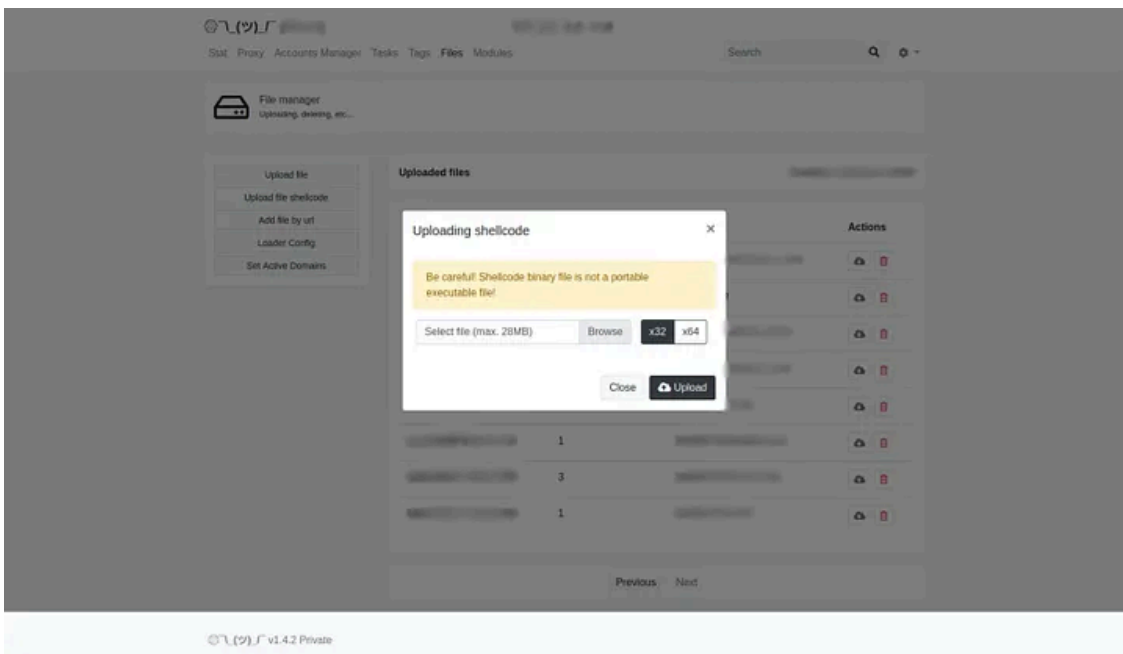 ¯\_(ツ)_/¯
Stat Proxy Accounts Manager Tasks Tags Files Modules Search
File manager
Uploading, deleting, etc...
Upload file
Upload file shellcode
Add file by url
Loader Config
Set Active Domains
Uploaded files
Actions
Uploading shellcode ×
Be careful! Shellcode binary file is not a portable
executable file!
Select file (max. 28MB) Browse x32 x64
Close Upload
1
3
1
Previous Next
¯\_(ツ)_/¯ v1.4.2 Private